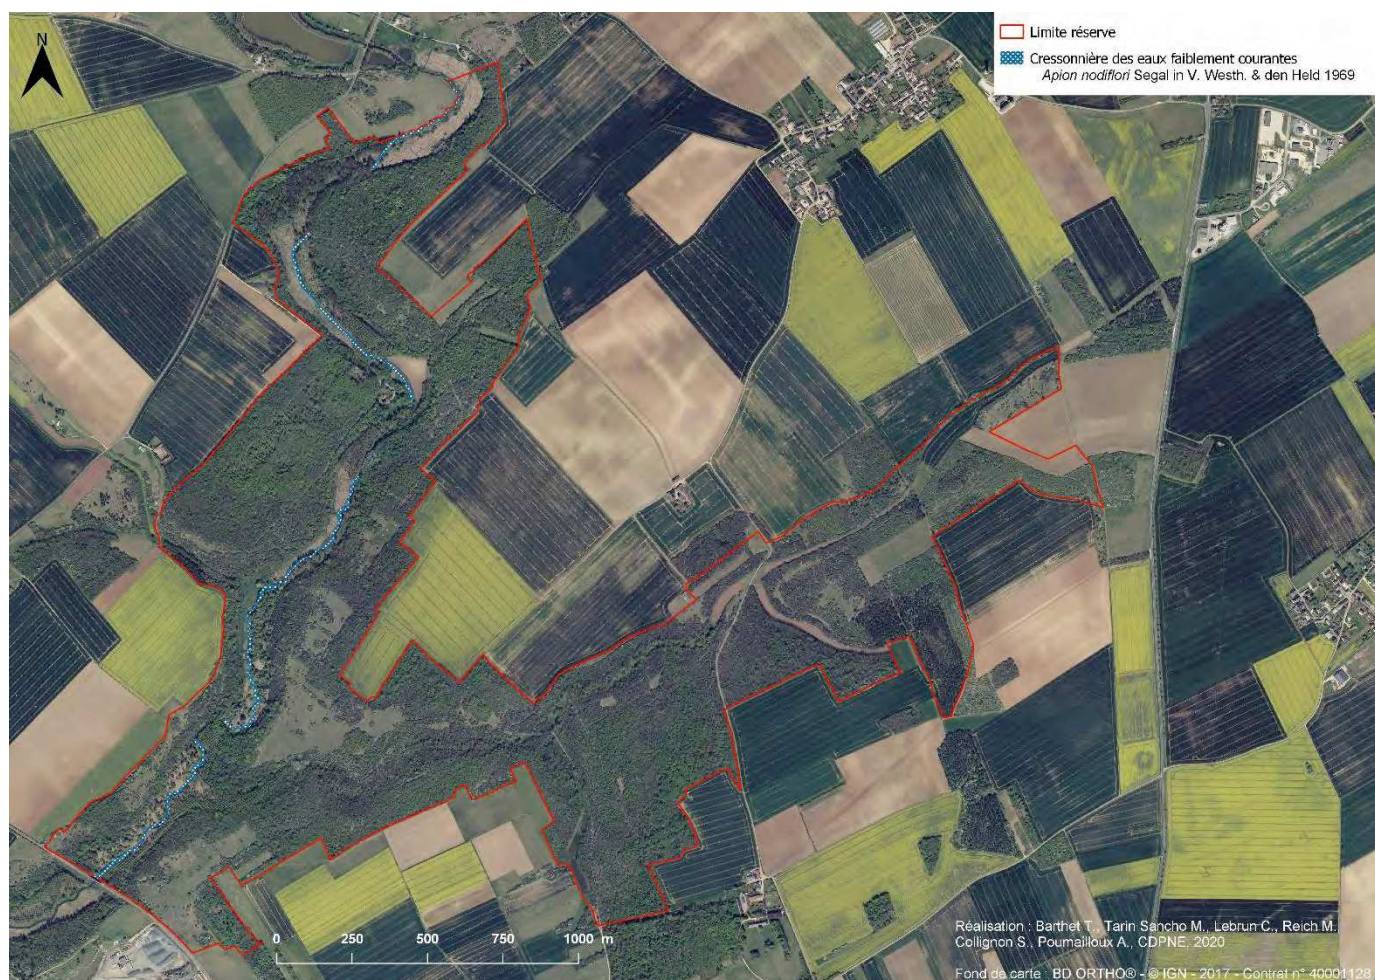 N
Limite réserve
Cressonnière des eaux faiblement courantes
Apion nodiflori Segal in V. Westh. & den Held 1969
0 250 500 750 1000 m
Réalisation : Barthet T., Tarin Sancho M., Lebrun C., Reich M.
Collignon S., Poumailloux A., CDPNE, 2020
Fond de carte : BD ORTHO® - © IGN - 2017 - Contrat n° 40001128